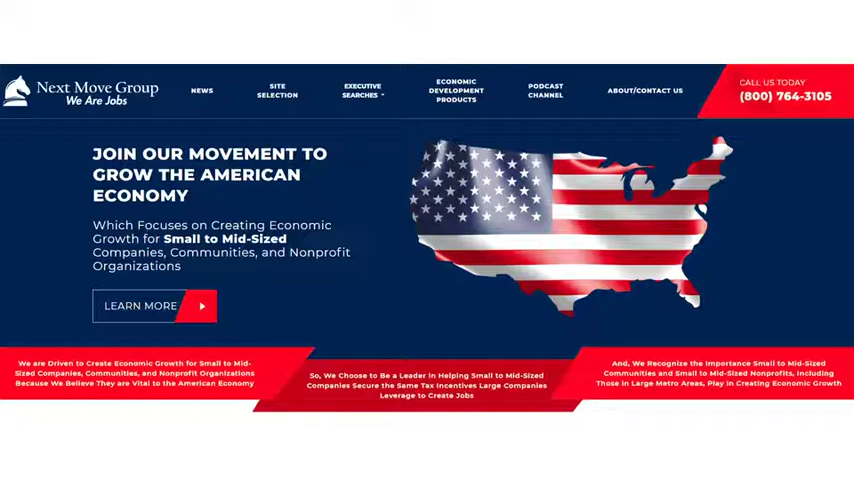 Next Move Group
We Are Jobs
NEWS
SITE
SELECTION
EXECUTIVE
SEARCHES
ECONOMIC
DEVELOPMENT
PRODUCTS
PODCAST
CHANNEL
ABOUT/CONTACT US
CALL US TODAY
(800) 764-3105
JOIN OUR MOVEMENT TO
GROW THE AMERICAN
ECONOMY
Which Focuses on Creating Economic
Growth for Small to Mid-Sized
Companies, Communities, and Nonprofit
Organizations
LEARN MORE
We are Driven to Create Economic Growth for Small to Mid-
Sized Companies, Communities, and Nonprofit Organizations
Because We Believe They are Vital to the American Economy
So, We Choose to Be a Leader in Helping Small to Mid-Sized
Companies Secure the Same Tax Incentives Large Companies
Leverage to Create Jobs
And, We Recognize the Importance Small to Mid-Sized
Communities and Small to Mid-Sized Nonprofits, Including
Those in Large Metro Areas, Play in Creating Economic Growth